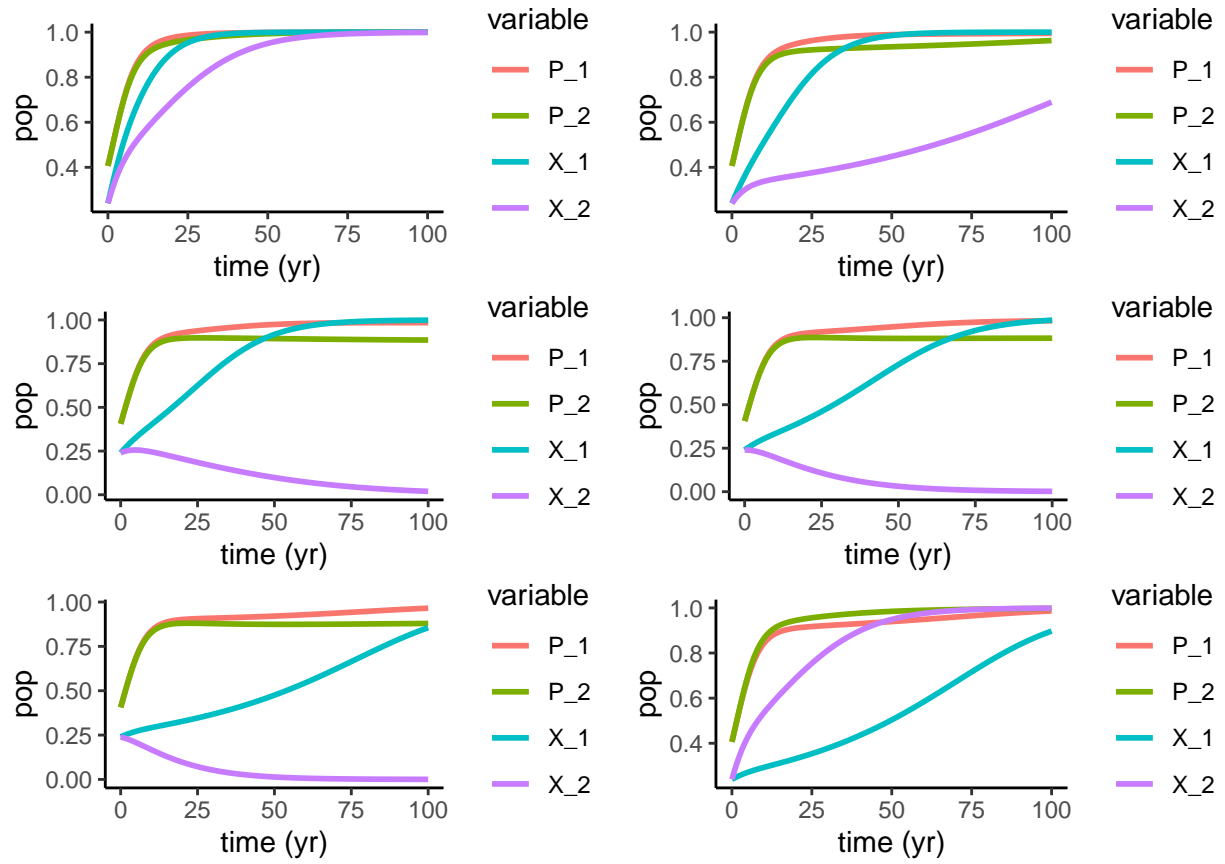 variable
1.0
0.8
0.6
0.4
pop
0
25
50
75
100
time (yr)
P_1
P_2
X_1
X_2
variable
1.0
0.8
0.6
0.4
pop
0
25
50
75
100
time (yr)
P_1
P_2
X_1
X_2
variable
1.00
0.75
0.50
0.25
0.00
pop
0
25
50
75
100
time (yr)
P_1
P_2
X_1
X_2
variable
1.00
0.75
0.50
0.25
0.00
pop
0
25
50
75
100
time (yr)
P_1
P_2
X_1
X_2
variable
1.00
0.75
0.50
0.25
0.00
pop
0
25
50
75
100
time (yr)
P_1
P_2
X_1
X_2
variable
1.0
0.8
0.6
0.4
pop
0
25
50
75
100
time (yr)
P_1
P_2
X_1
X_2